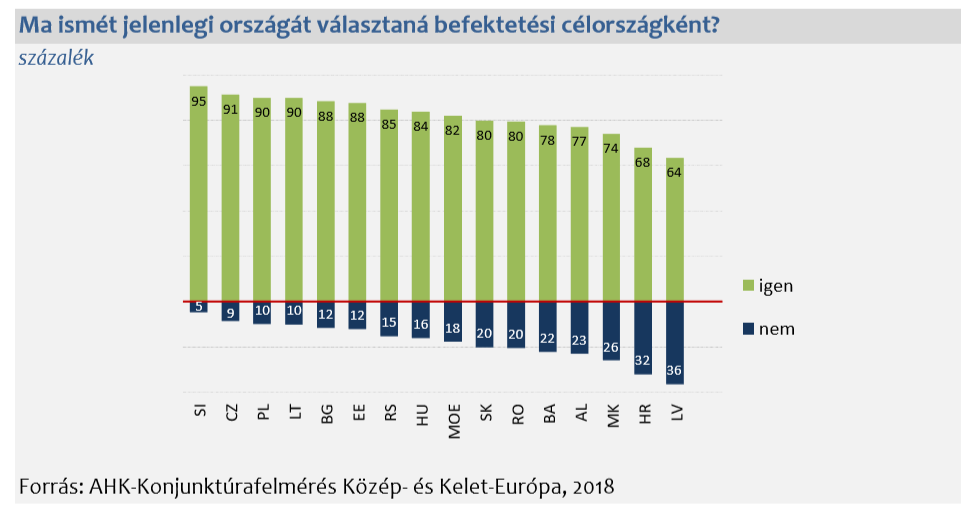 Ma ismét jelenlegi országát választaná befektetési célországként?
százalék
95 91 90 90 88 88 85 84 82 80 80 78 77 74 68 64
igen
5 9 10 10 12 12 15 16 18 20 20 22 23 26 32 36
nem
SI CZ PL LT BG EE RS HU MOE SK RO BA AL MK HR LV
Forrás: AHK-Konjunktúrafelmérés Közép- és Kelet-Európa, 2018